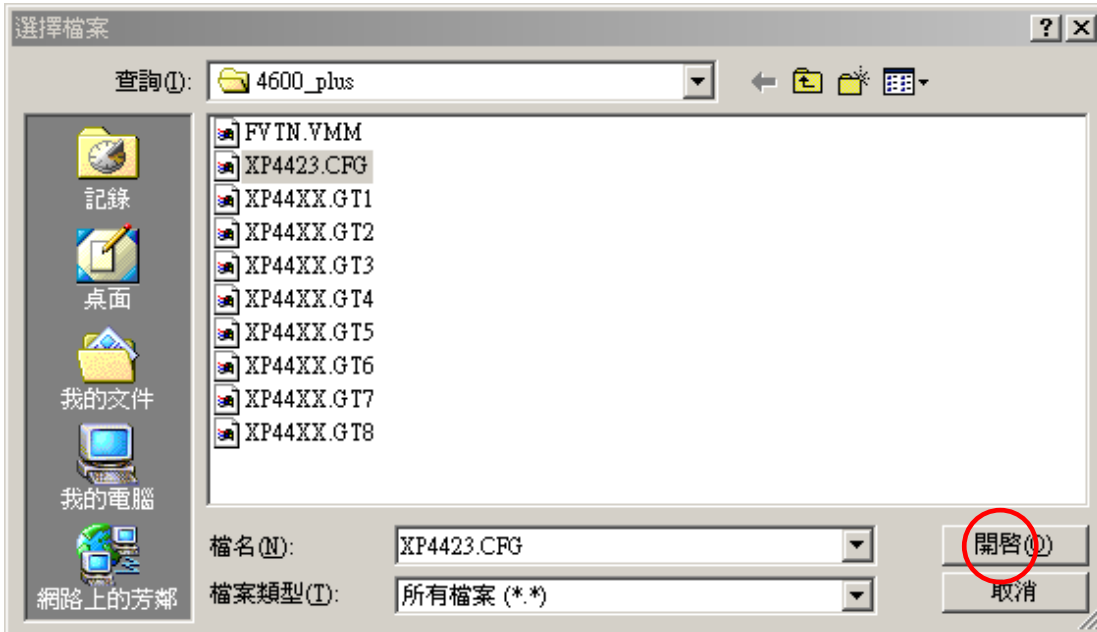 選擇檔案
查詢(I): 4600_plus
記錄
桌面
我的文件
我的電腦
網路上的芳鄰
FVTN.VMM
XP4423.CFG
XP44XX.GT1
XP44XX.GT2
XP44XX.GT3
XP44XX.GT4
XP44XX.GT5
XP44XX.GT6
XP44XX.GT7
XP44XX.GT8
檔名(N): XP4423.CFG 開啓(O)
檔案類型(T): 所有檔案 (*.*) 取消